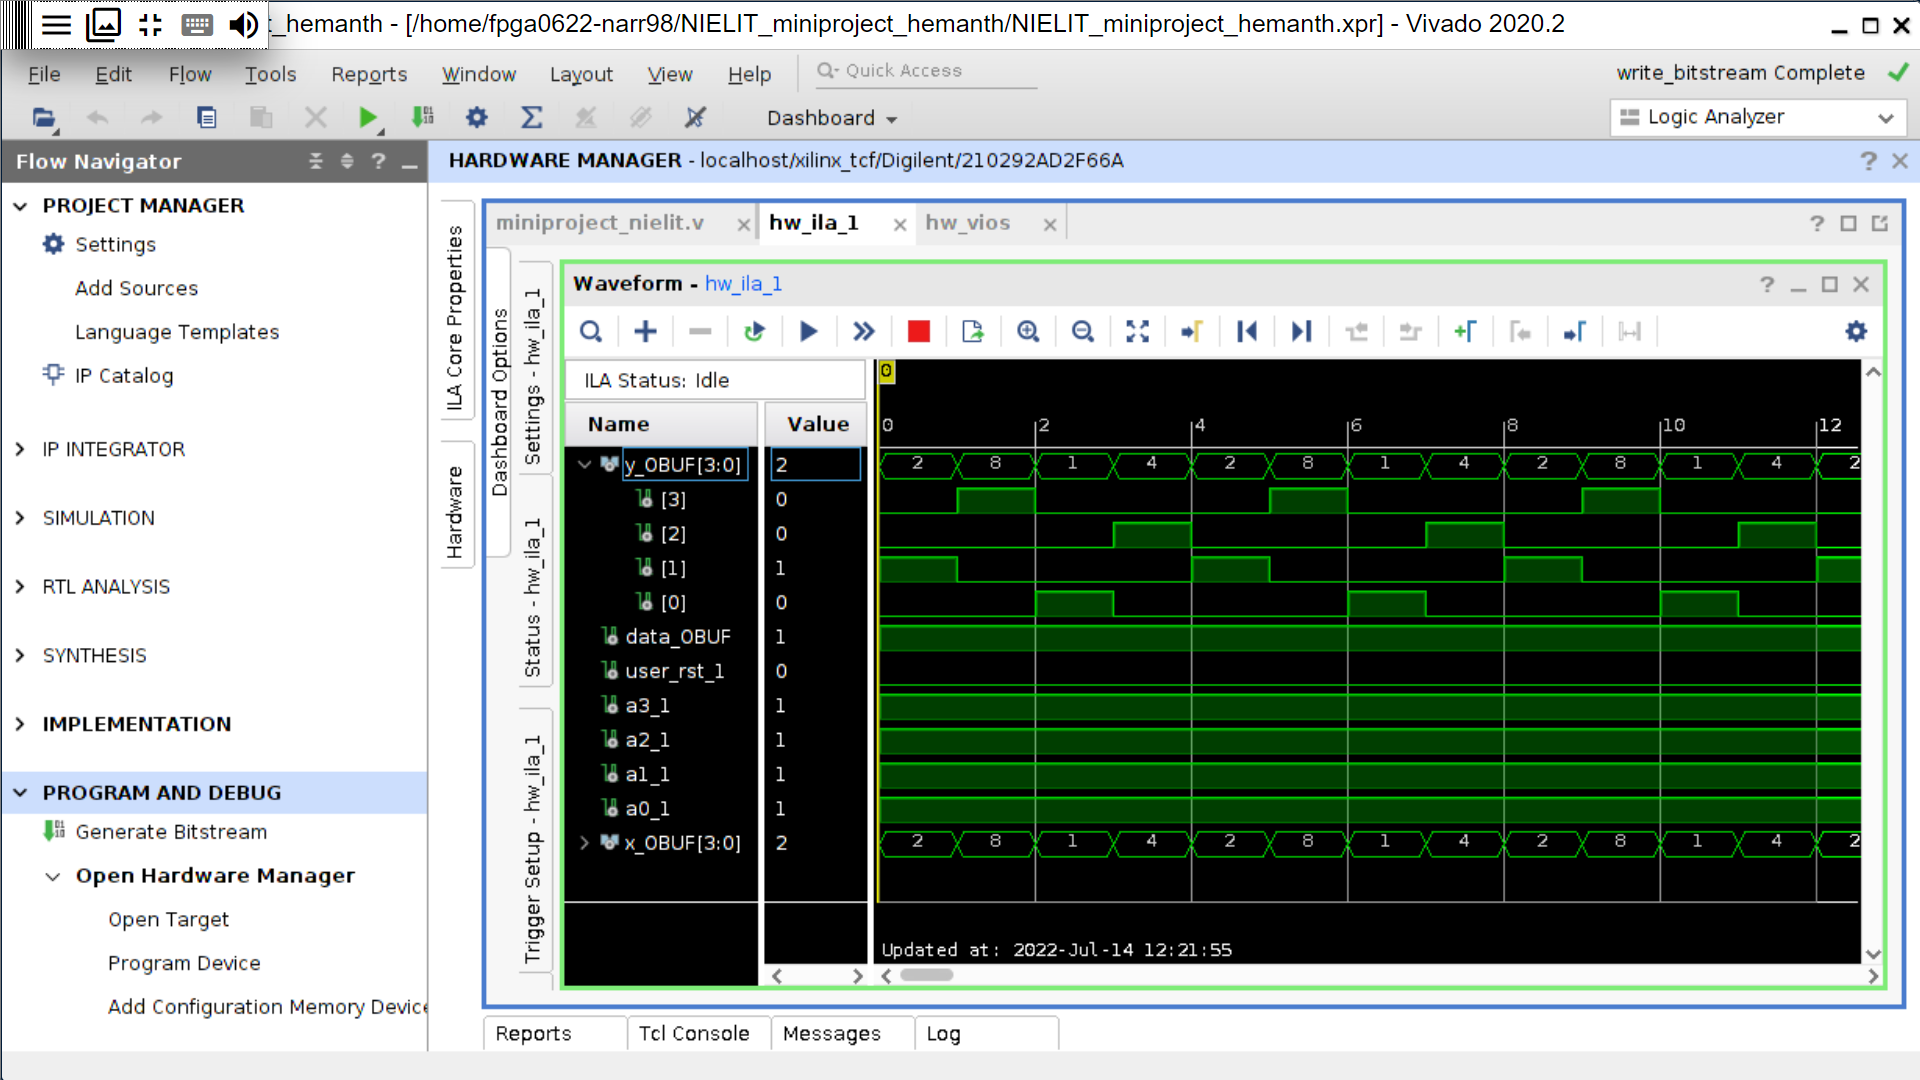 t_hemanth - [/home/fpga0622-narr98/NIELIT_miniproject_hemanth/NIELIT_miniproject_hemanth.xpr] - Vivado 2020.2
File Edit Flow Tools Reports Window Layout View Help Quick Access write_bitstream Complete
Dashboard Logic Analyzer
Flow Navigator
PROJECT MANAGER
Settings
Add Sources
Language Templates
IP Catalog
IP INTEGRATOR
SIMULATION
RTL ANALYSIS
SYNTHESIS
IMPLEMENTATION
PROGRAM AND DEBUG
Generate Bitstream
Open Hardware Manager
Open Target
Program Device
Add Configuration Memory Device
HARDWARE MANAGER - localhost/xilinx_tcf/Digilent/210292AD2F66A
ILA Core Properties
Hardware
miniproject_nielit.v hw_ila_1 hw_vios
Dashboard Options
Settings - hw_ila_1
Status - hw_ila_1
Trigger Setup - hw_ila_1
Waveform - hw_ila_1
ILA Status: Idle
0
Name Value 0 2 4 6 8 10 12
y_OBUF[3:0] 2 2 8 1 4 2 8 1 4 2 8 1 4 2
[3] 0
[2] 0
[1] 1
[0] 0
data_OBUF 1
user_rst_1 0
a3_1 1
a2_1 1
a1_1 1
a0_1 1
x_OBUF[3:0] 2 2 8 1 4 2 8 1 4 2 8 1 4 2
Updated at: 2022-Jul-14 12:21:55
Reports Tcl Console Messages Log